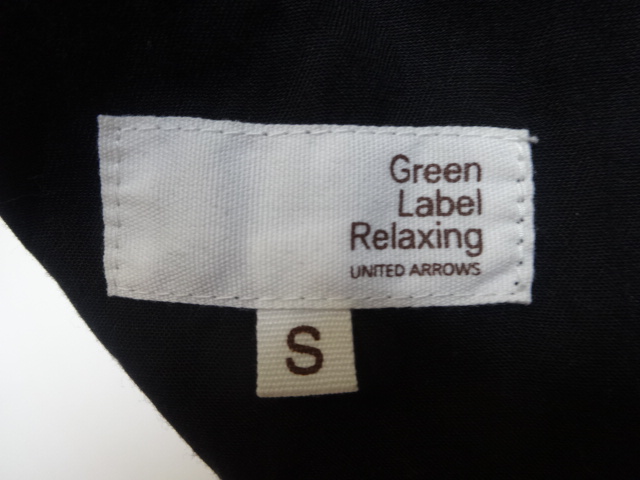 Green
Label
Relaxing
UNITED ARROWS
S